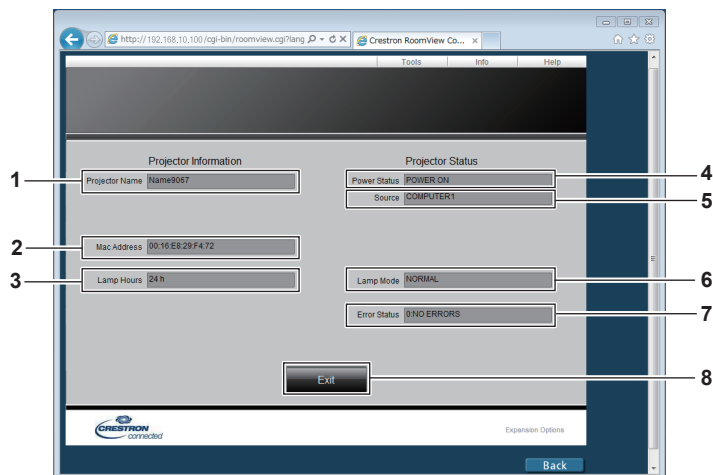 http://192.168.10.100/cgi-bin/roomview.cgi?lang
Crestron RoomView Co...
Tools Info Help
Projector Information Projector Status
1 Projector Name Name9067 Power Status POWER ON 4
Source COMPUTER1 5
2 Mac Address 00:16:E8:29:F4:72
3 Lamp Hours 24 h Lamp Mode NORMAL 6
Error Status 0:NO ERRORS 7
Exit 8
CRESTRON connected Expansion Options
Back